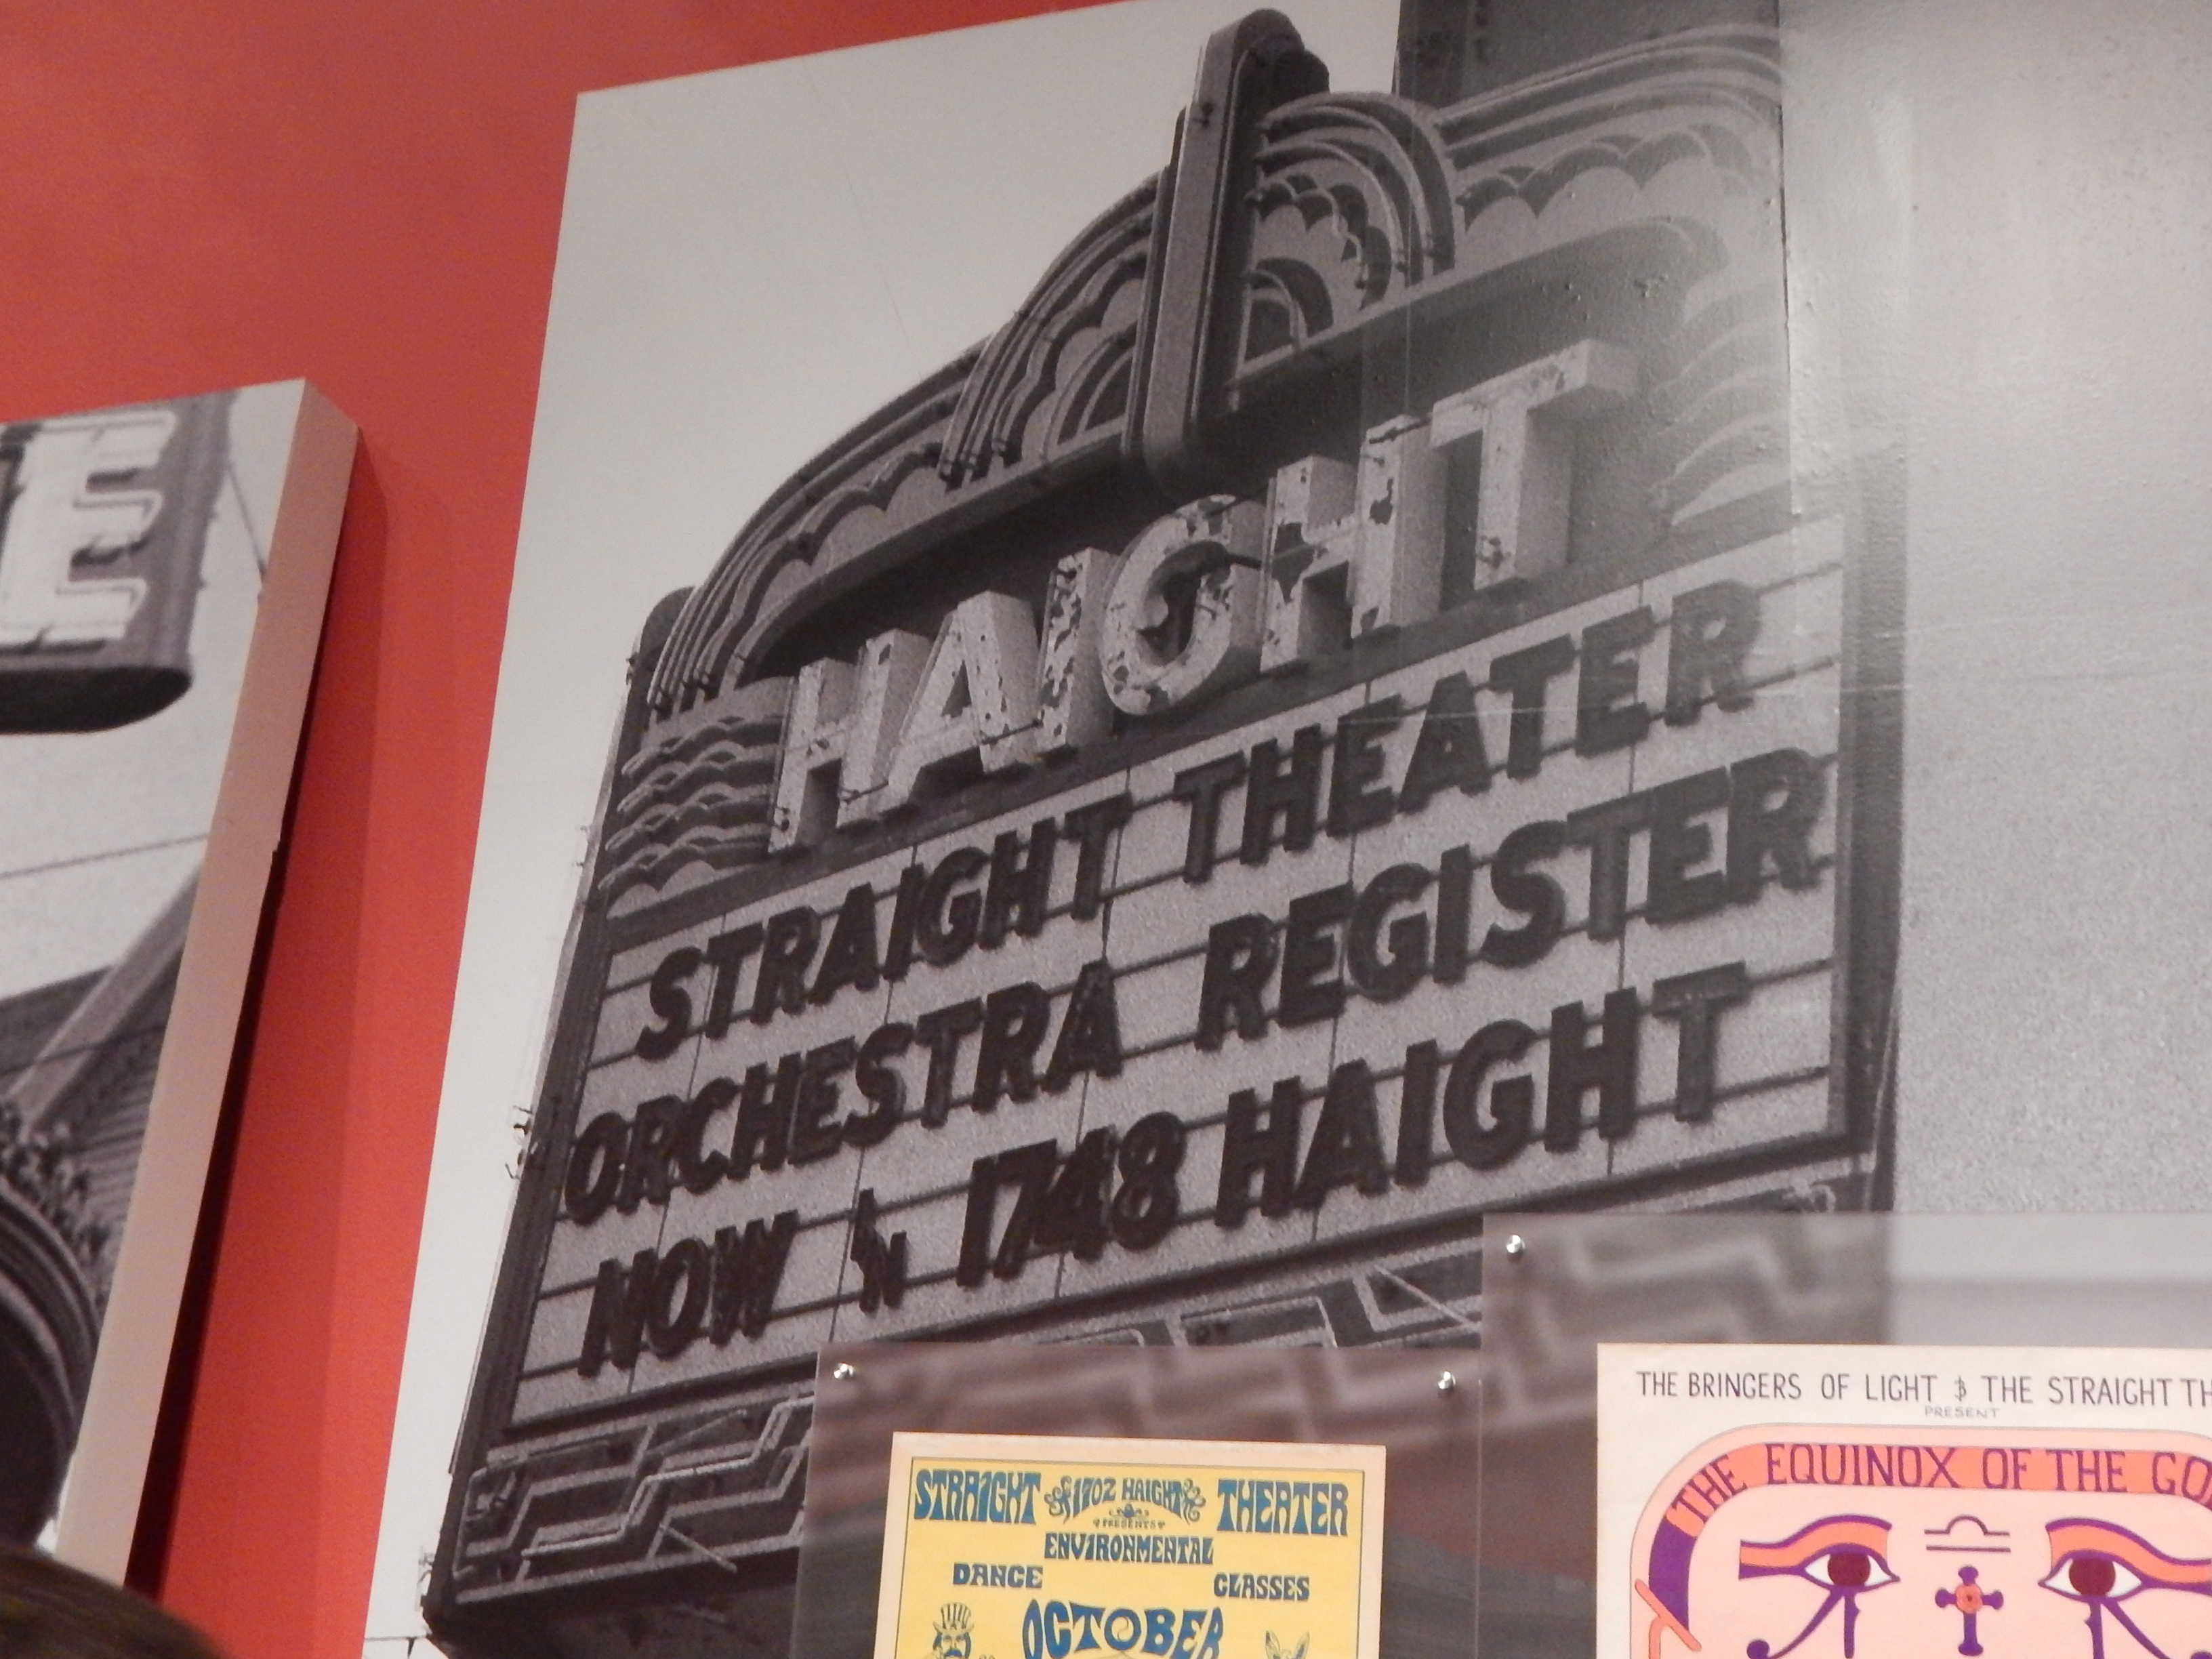 E
HAIGHT
STRAIGHT THEATER
ORCHESTRA REGISTER
NOW IN 1748 HAIGHT
STRAIGHT 1702 HAIGHT THEATER
PRESENTS
ENVIRONMENTAL
DANCE CLASSES
OCTOBER
THE BRINGERS OF LIGHT $ THE STRAIGHT TH
PRESENT
THE EQUINOX OF THE GO